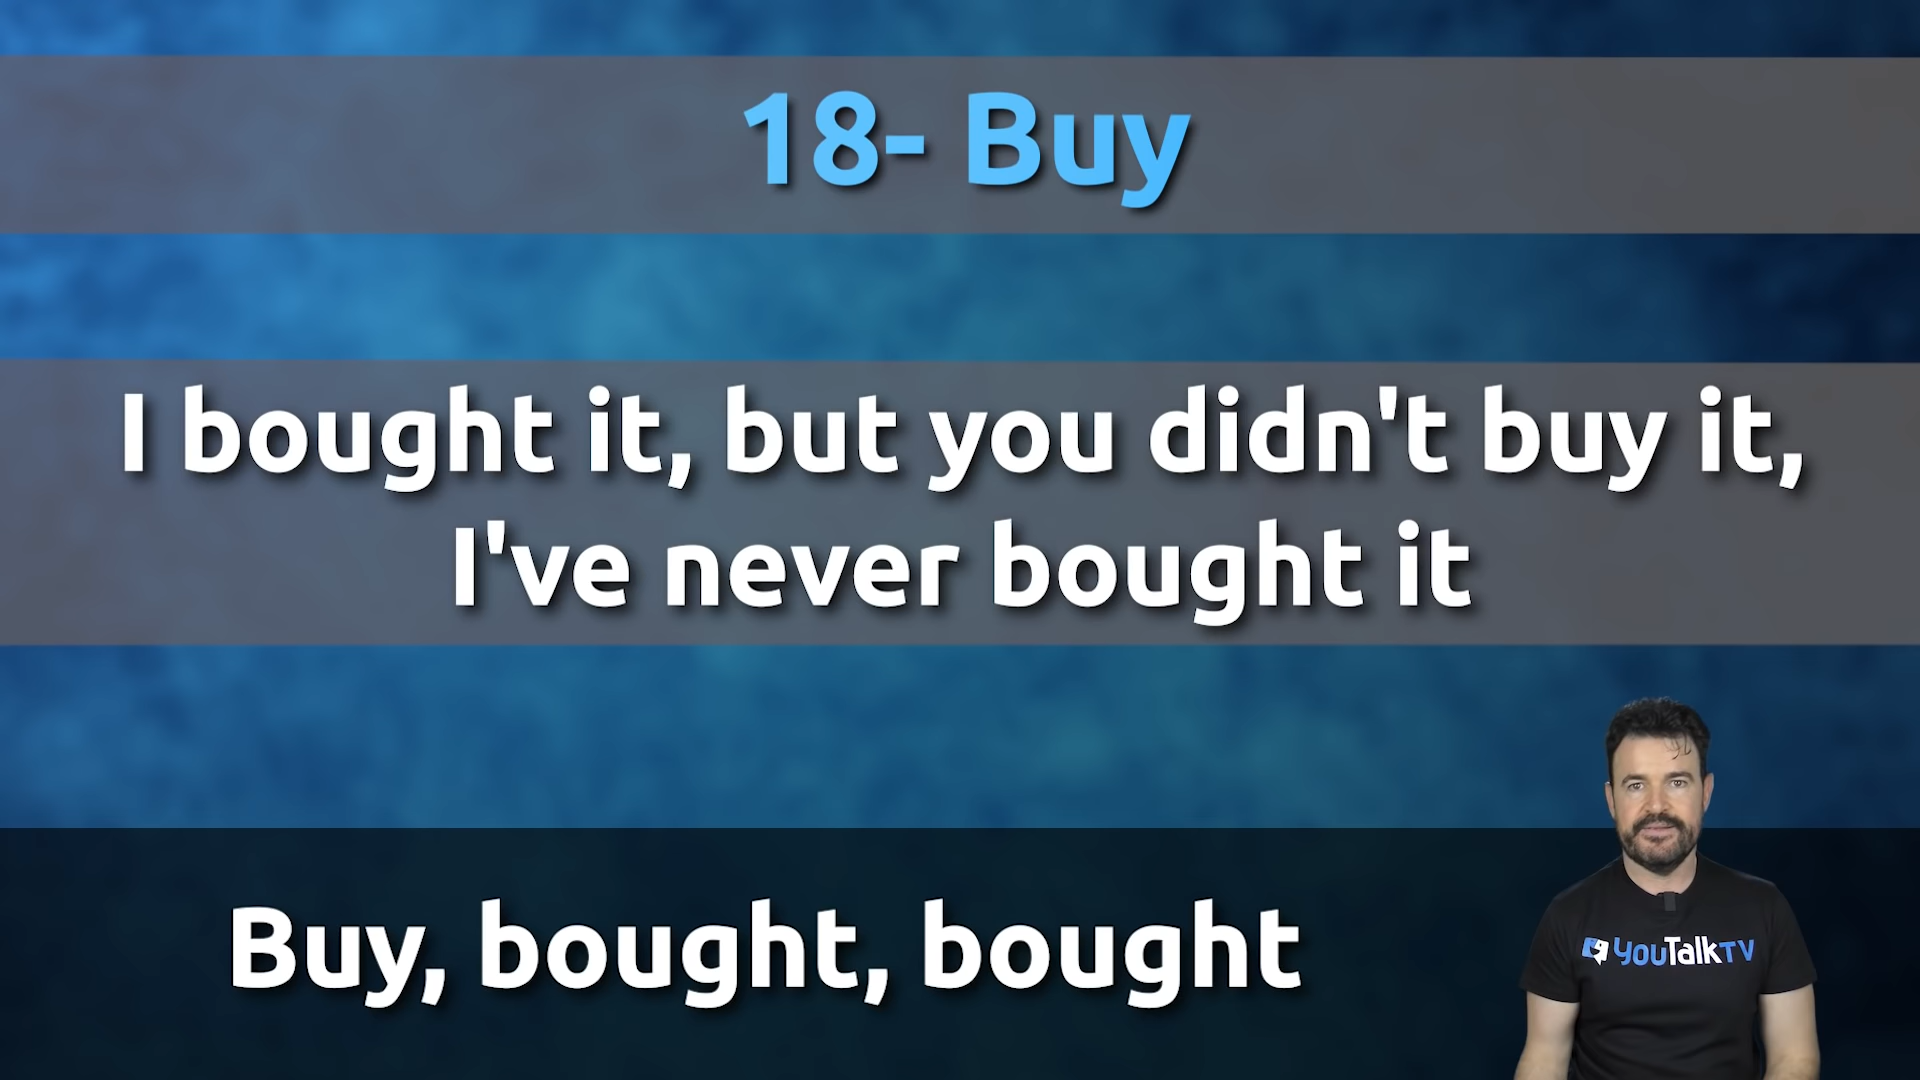 18- Buy
I bought it, but you didn't buy it,
I've never bought it
Buy, bought, bought
youTalkTV